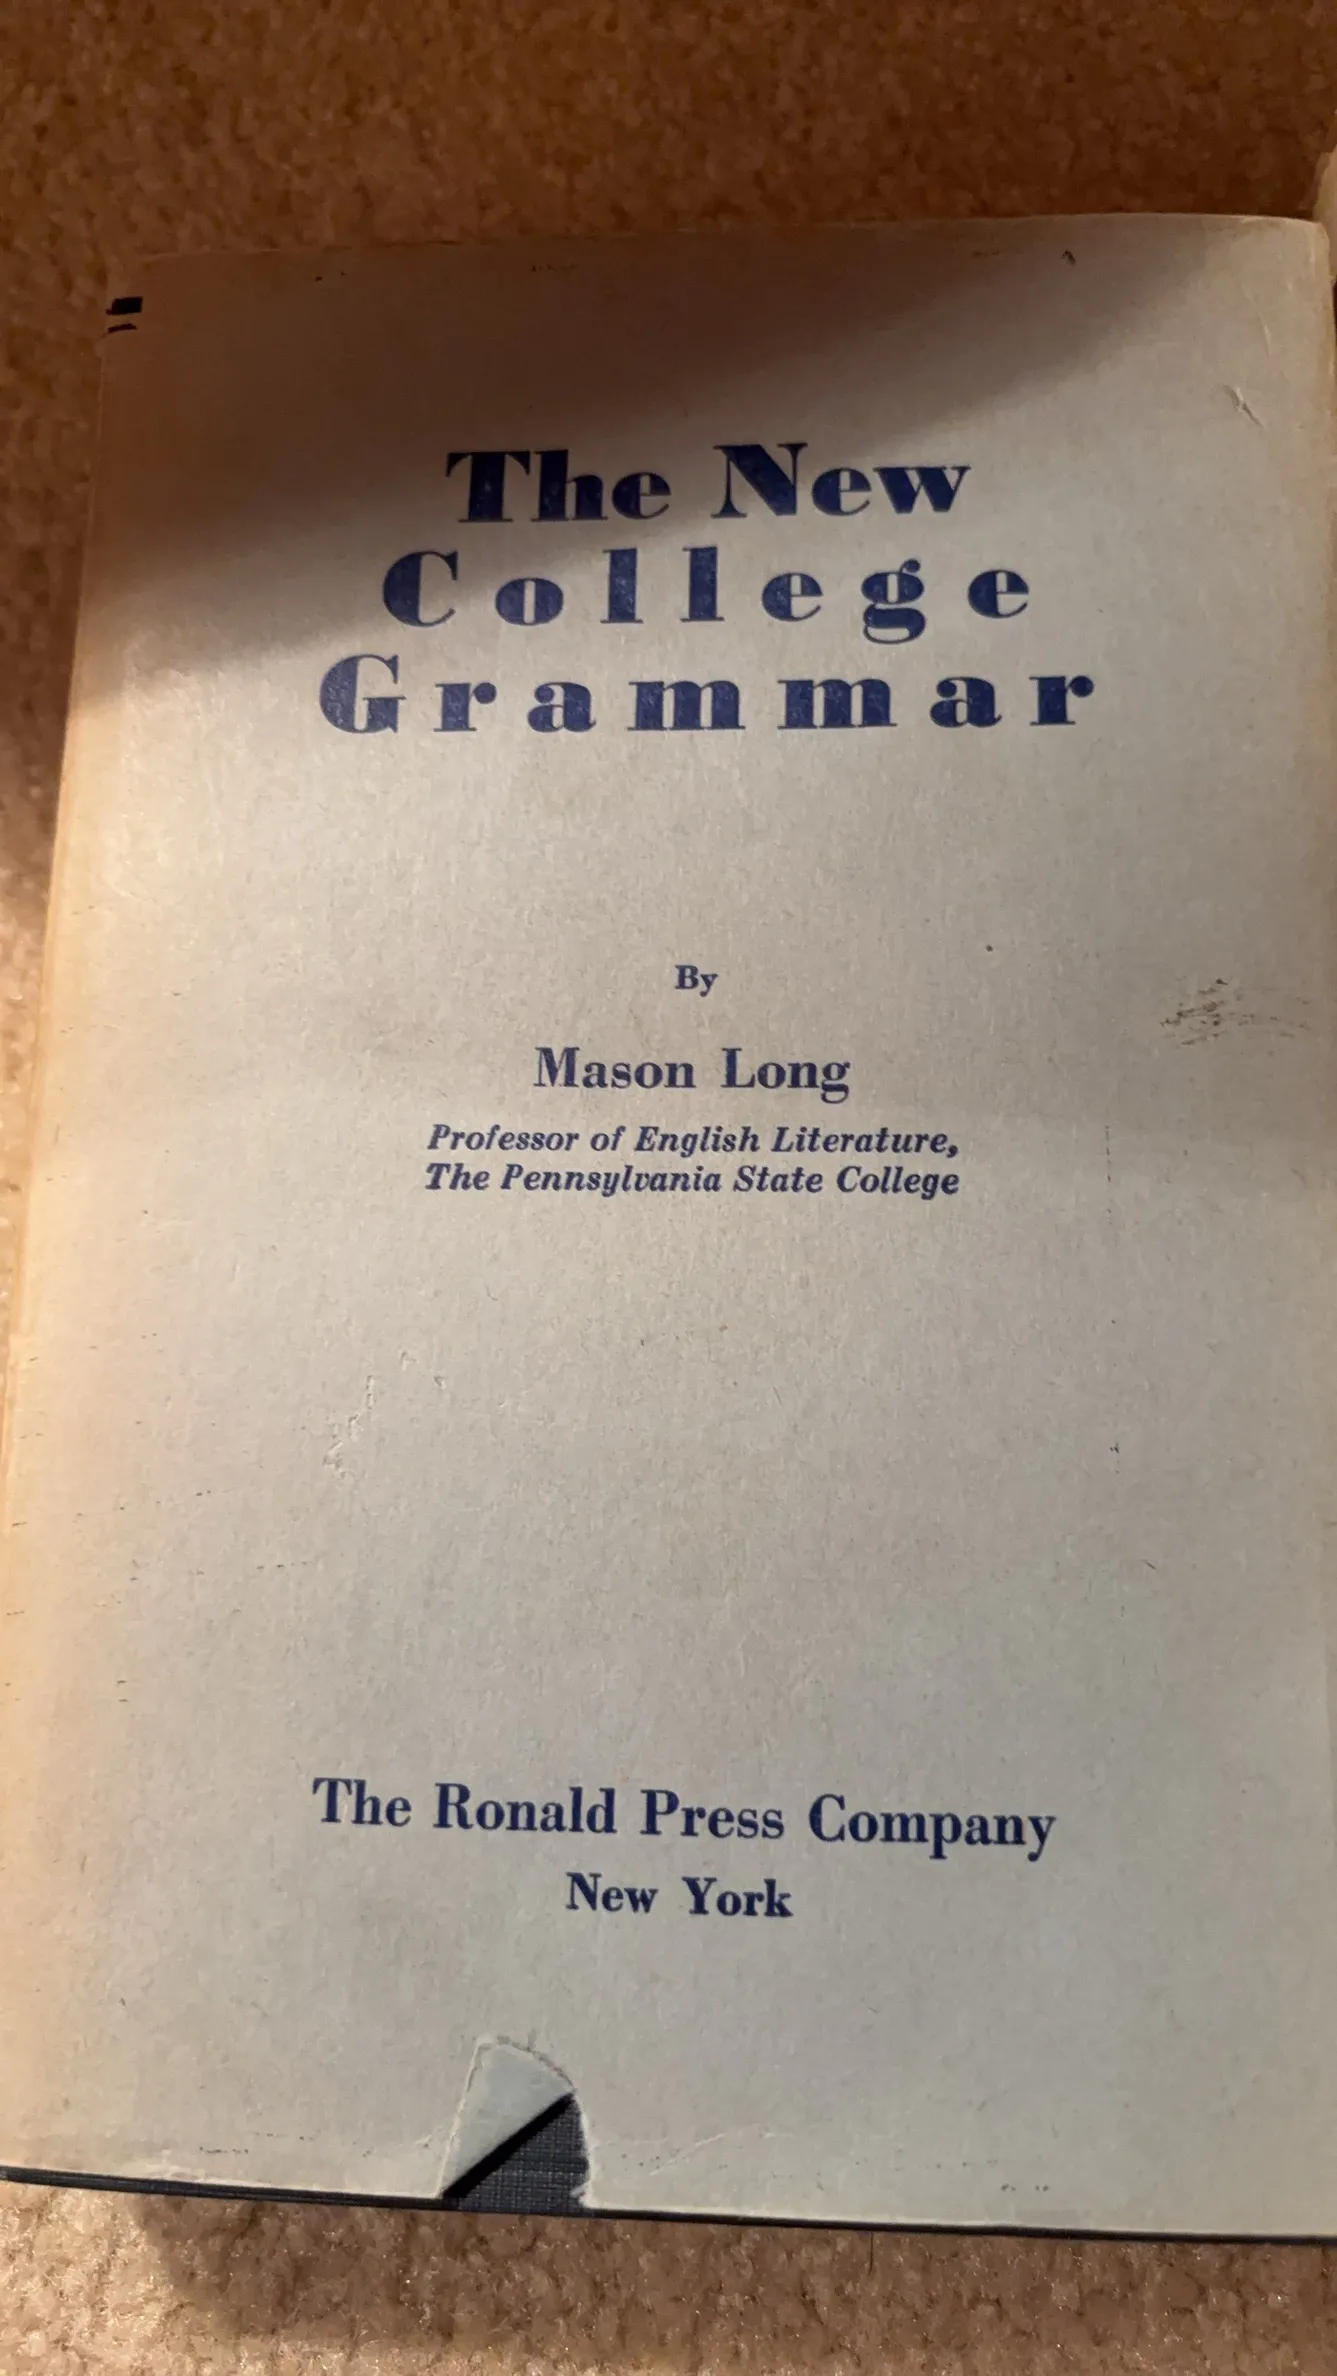 The New
College
Grammar
By
Mason Long
Professor of English Literature,
The Pennsylvania State College
The Ronald Press Company
New York